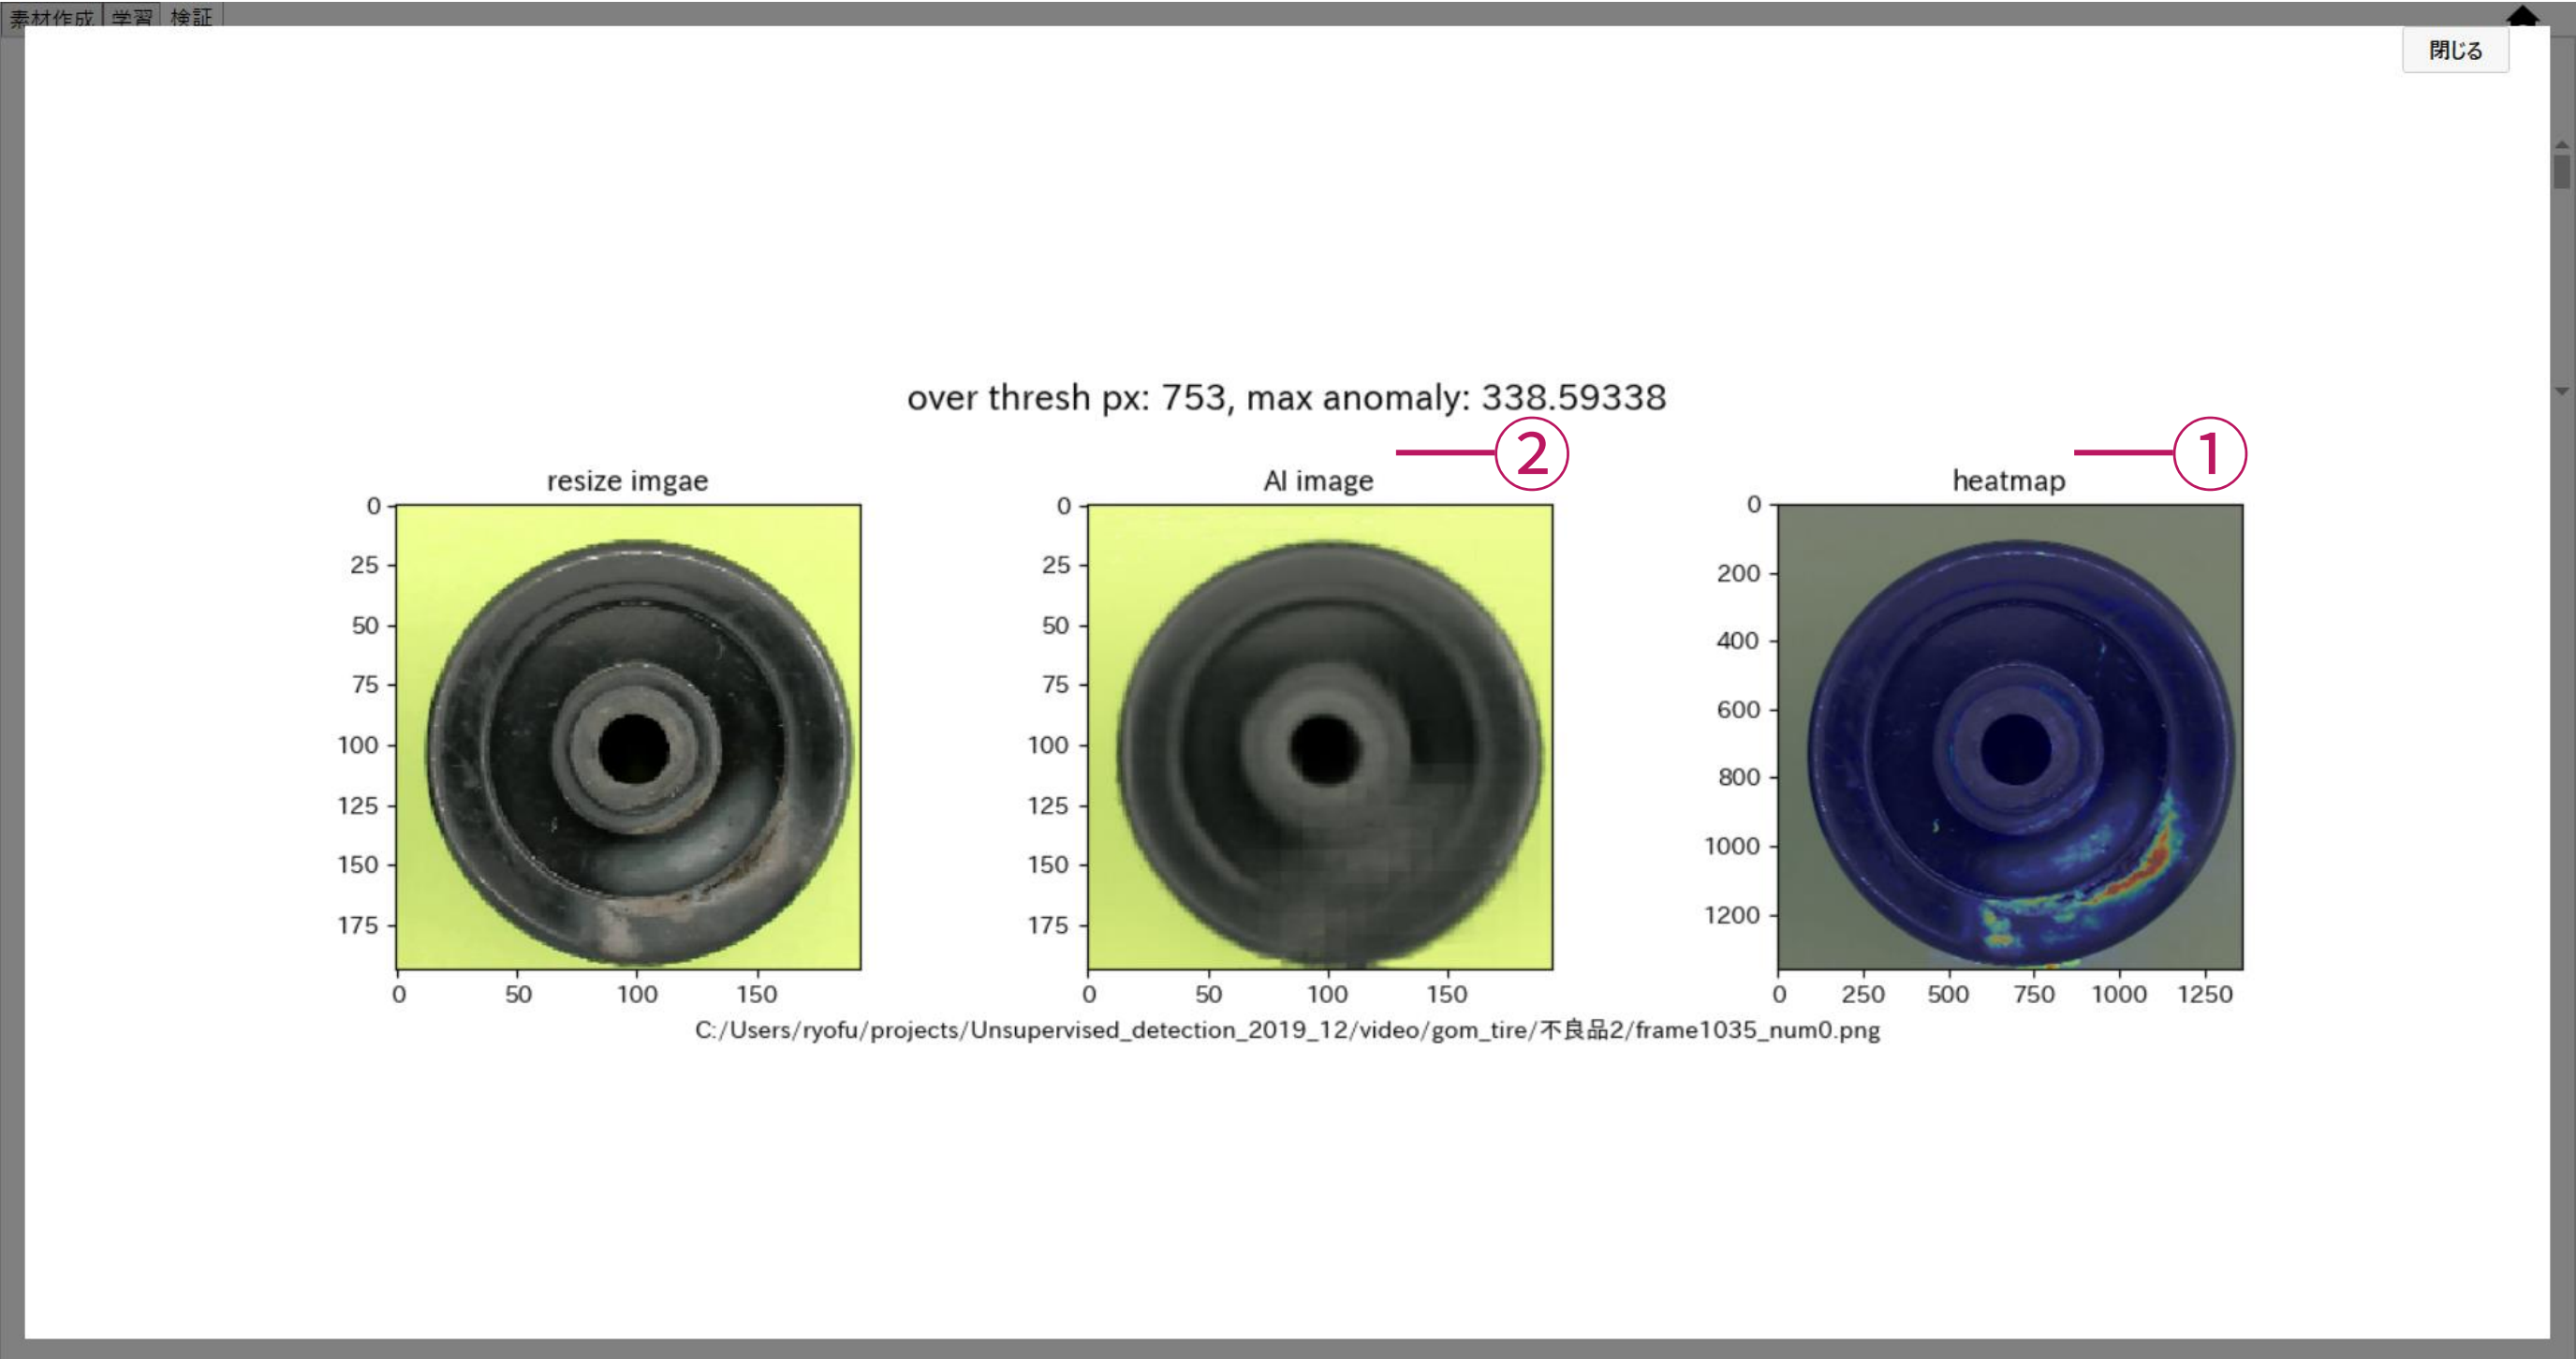 素材作成 学習 検証
閉じる
over thresh px: 753, max anomaly: 338.59338
② ①
resize imgae AI image heatmap
0 25 50 75 100 125 150 175
0 50 100 150
0 25 50 75 100 125 150 175
0 50 100 150
0 200 400 600 800 1000 1200
0 250 500 750 1000 1250
C:/Users/ryofu/projects/Unsupervised_detection_2019_12/video/gom_tire/不良品2/frame1035_num0.png